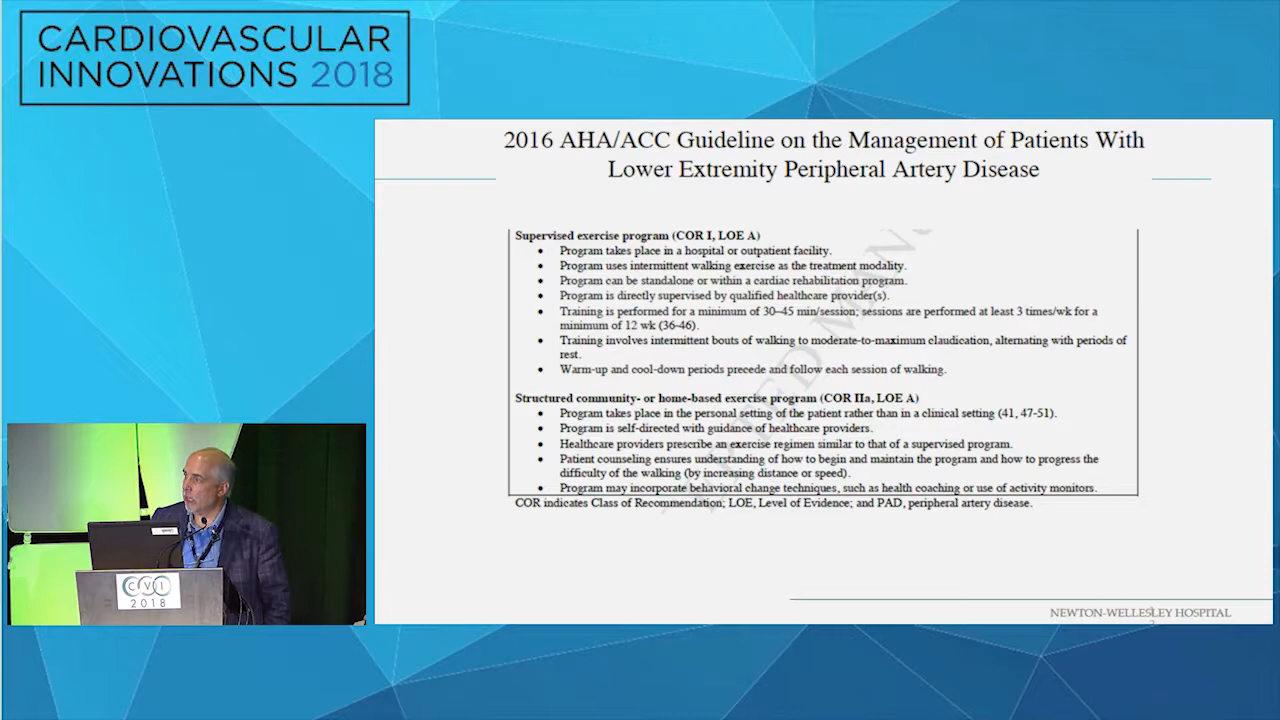 CARDIOVASCULAR
INNOVATIONS 2018
2016 AHA/ACC Guideline on the Management of Patients With
Lower Extremity Peripheral Artery Disease
Supervised exercise program (COR I, LOE A)
• Program takes place in a hospital or outpatient facility.
• Program uses intermittent walking exercise as the treatment modality.
• Program can be standalone or within a cardiac rehabilitation program.
• Program is directly supervised by qualified healthcare provider(s).
• Training is performed for a minimum of 30–45 min/session; sessions are performed at least 3 times/wk for a
minimum of 12 wk (36-46).
• Training involves intermittent bouts of walking to moderate-to-maximum claudication, alternating with periods of
rest.
• Warm-up and cool-down periods precede and follow each session of walking.
Structured community- or home-based exercise program (COR IIa, LOE A)
• Program takes place in the personal setting of the patient rather than in a clinical setting (41, 47-51).
• Program is self-directed with guidance of healthcare providers.
• Healthcare providers prescribe an exercise regimen similar to that of a supervised program.
• Patient counseling ensures understanding of how to begin and maintain the program and how to progress the
difficulty of the walking (by increasing distance or speed).
• Program may incorporate behavioral change techniques, such as health coaching or use of activity monitors.
COR indicates Class of Recommendation; LOE, Level of Evidence; and PAD, peripheral artery disease.
NEWTON-WELLESLEY HOSPITAL
CVI
2018